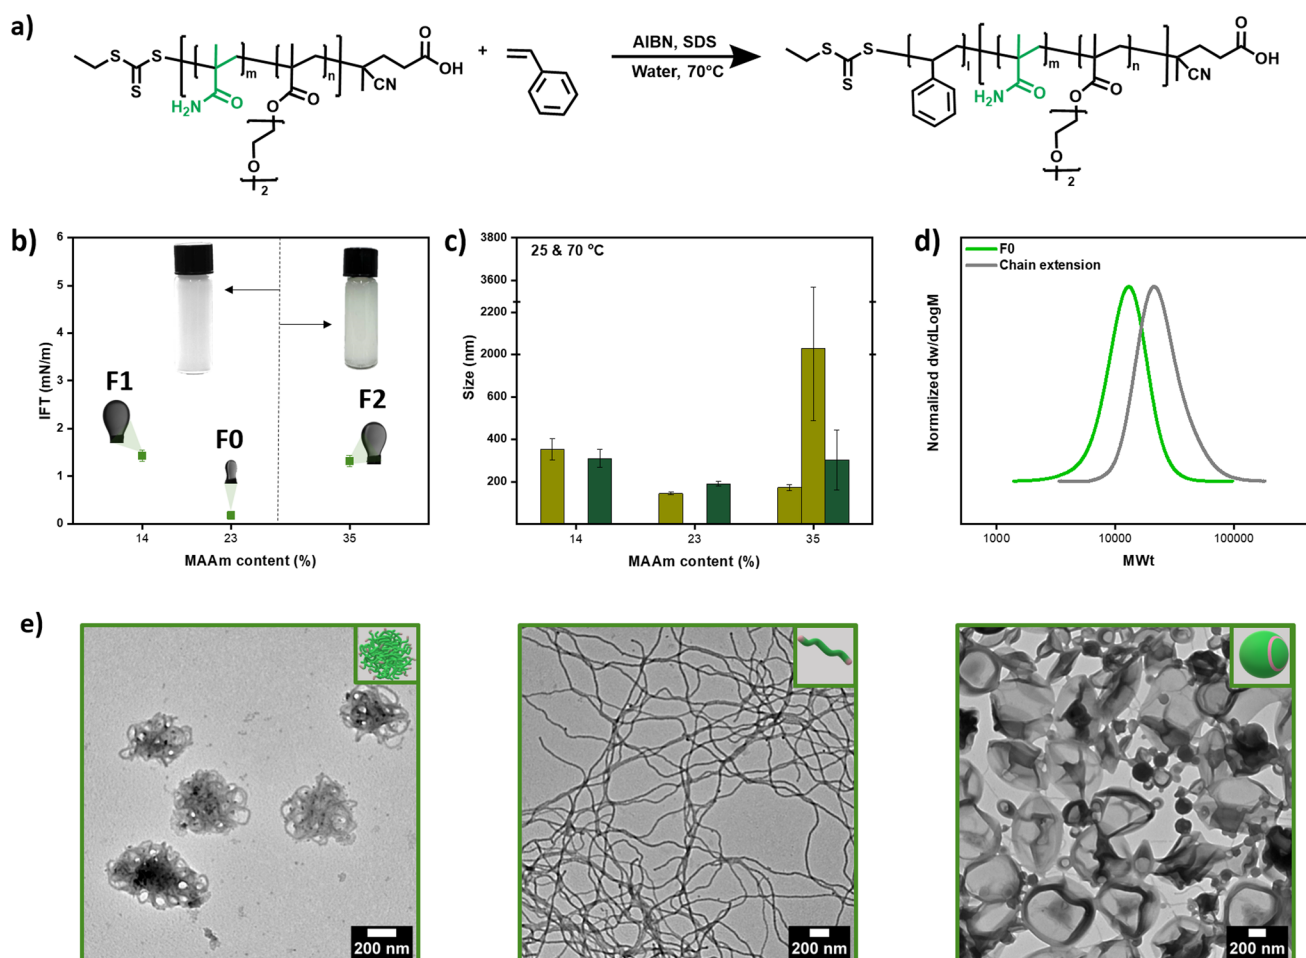 a)
S
S
S
m
n
H₂N
O
O
O
O
2
CN
O
OH
+
AIBN, SDS
Water, 70°C
S
S
S
l
m
n
H₂N
O
O
O
O
2
CN
O
OH
b)
IFT (mN/m)
6
5
4
3
2
1
0
F1
F0
F2
14
23
35
MAAm content (%)
c)
25 & 70 °C
Size (nm)
3800
3600
2200
2000
600
400
200
14
23
35
MAAm content (%)
d)
F0
Chain extension
Normalized dw/dLogM
1000
10000
100000
MWt
e)
200 nm
200 nm
200 nm